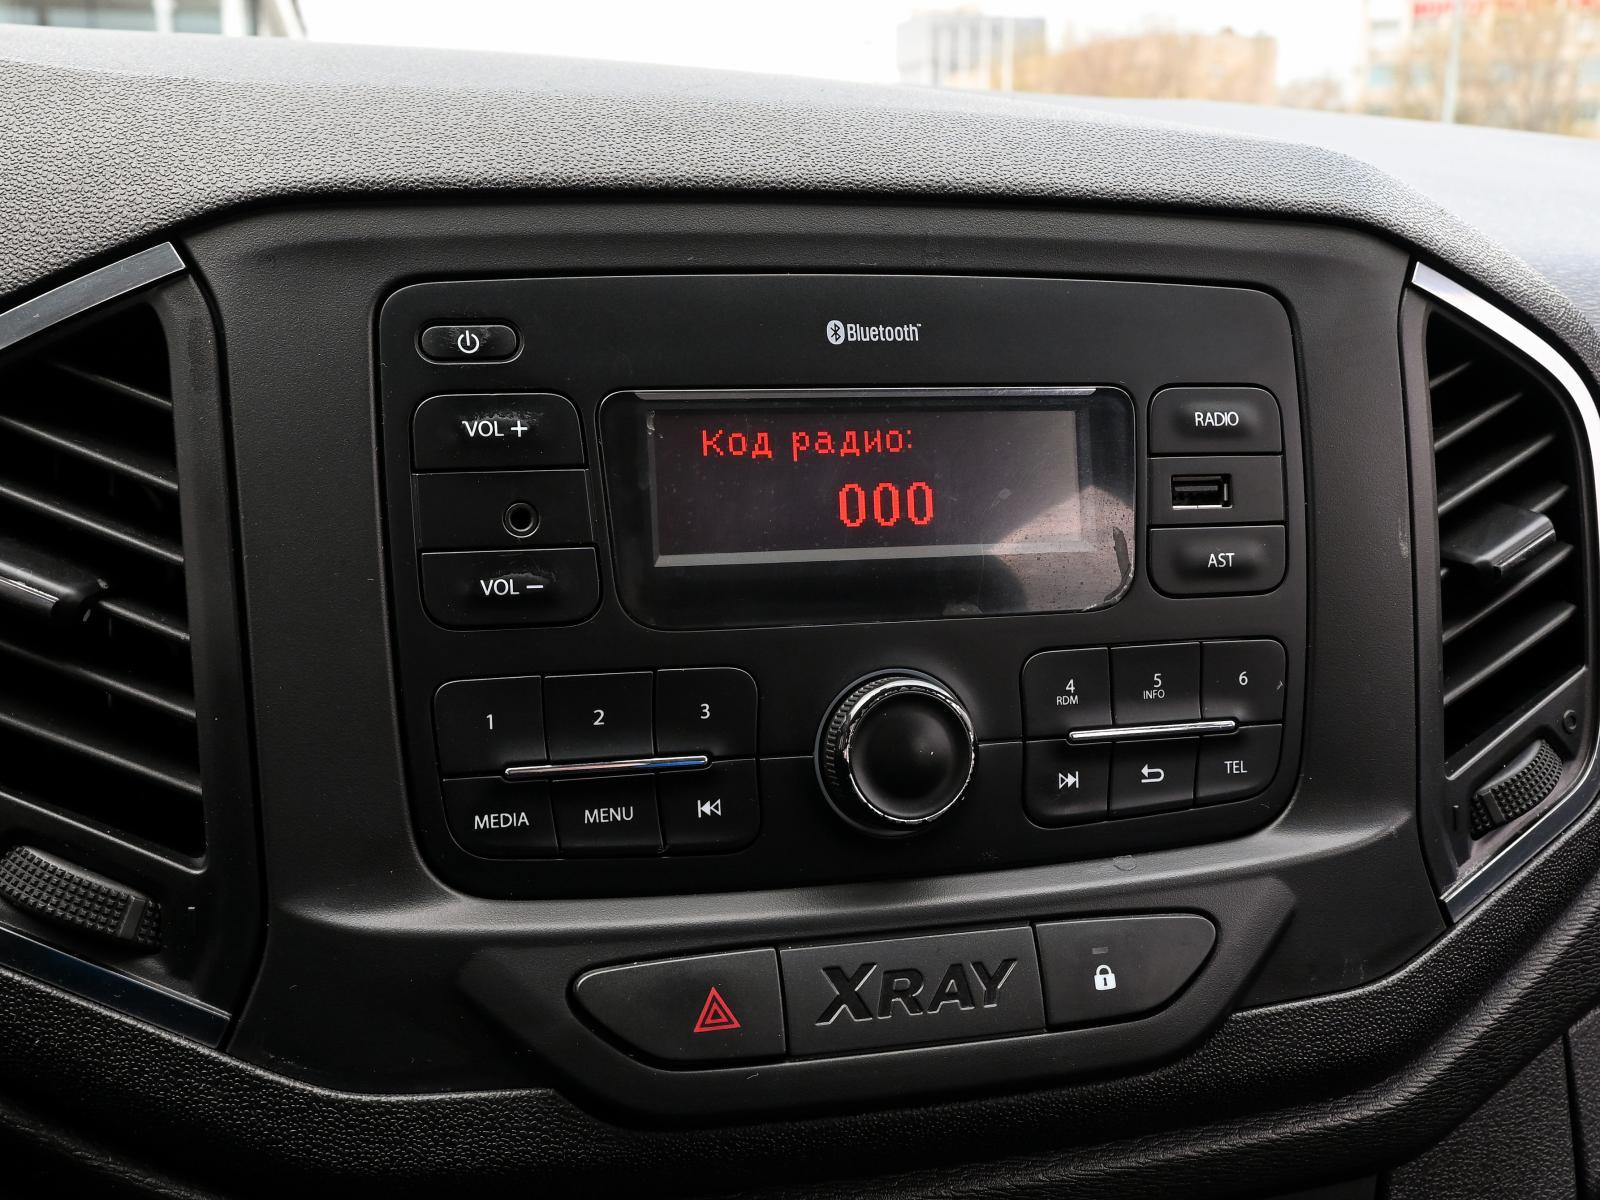 Bluetooth
VOL +
RADIO
Код радио:
000
VOL −
AST
1
2
3
4
RDM
5
INFO
6
MEDIA
MENU
TEL
XRAY